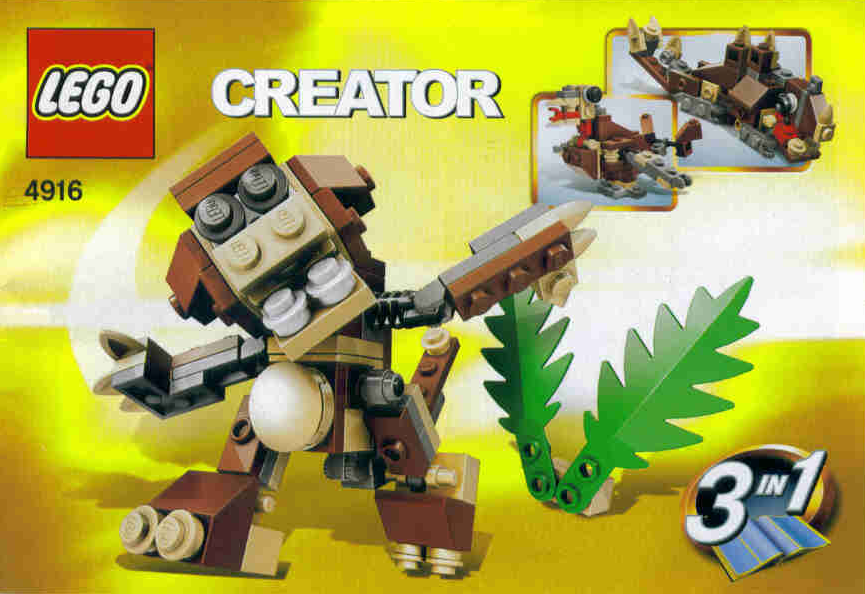 LEGO
CREATOR
4916
3 IN 1